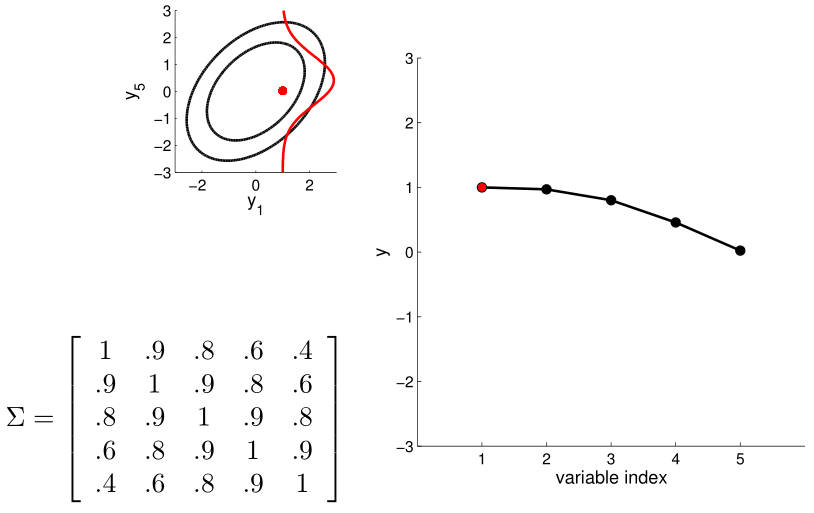 3
2
1
0
−1
−2
−3
y5
−2 0 2
y1
3
2
1
0
−1
−2
−3
y
1 2 3 4 5
variable index
Σ =
1 .9 .8 .6 .4
.9 1 .9 .8 .6
.8 .9 1 .9 .8
.6 .8 .9 1 .9
.4 .6 .8 .9 1